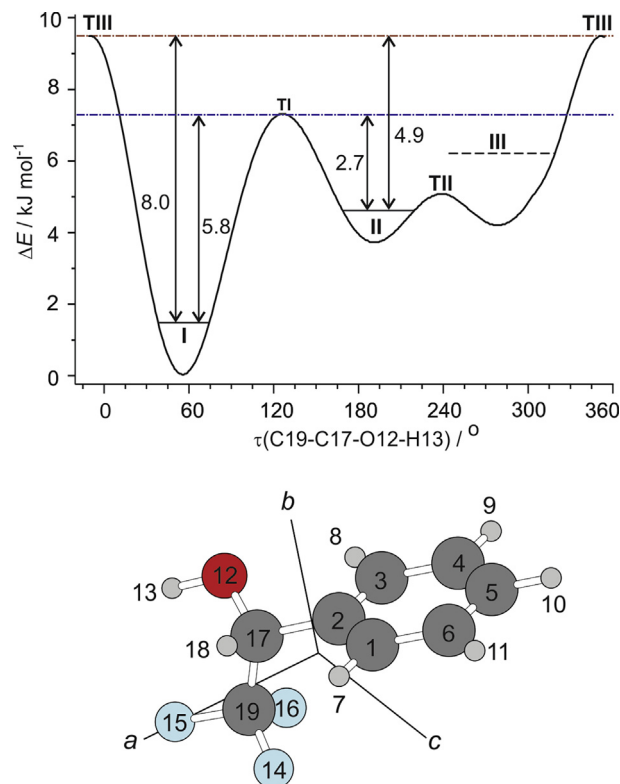 10
TIII
TIII
8
TI
4.9
2.7
III
6
8.0
5.8
TII
4
II
2
I
0
ΔE / kJ mol⁻¹
0 60 120 180 240 300 360
τ(C19-C17-O12-H13) / °
b
9
8
4
12
3
13
5
2
10
17
6
18
1
11
7
19
16
15
a
c
14